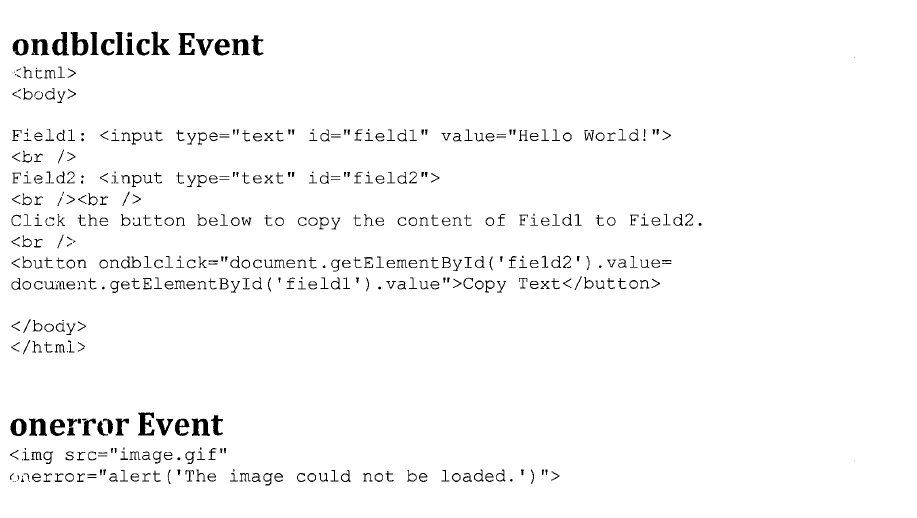 ondblclick Event
<html>
<body>
Field1: <input type="text" id="field1" value="Hello World!">
<br />
Field2: <input type="text" id="field2">
<br /><br />
Click the button below to copy the content of Field1 to Field2.
<br />
<button ondblclick="document.getElementById('field2').value=
document.getElementById('field1').value">Copy Text</button>
</body>
</html>
onerror Event
<img src="image.gif"
onerror="alert('The image could not be loaded.')">